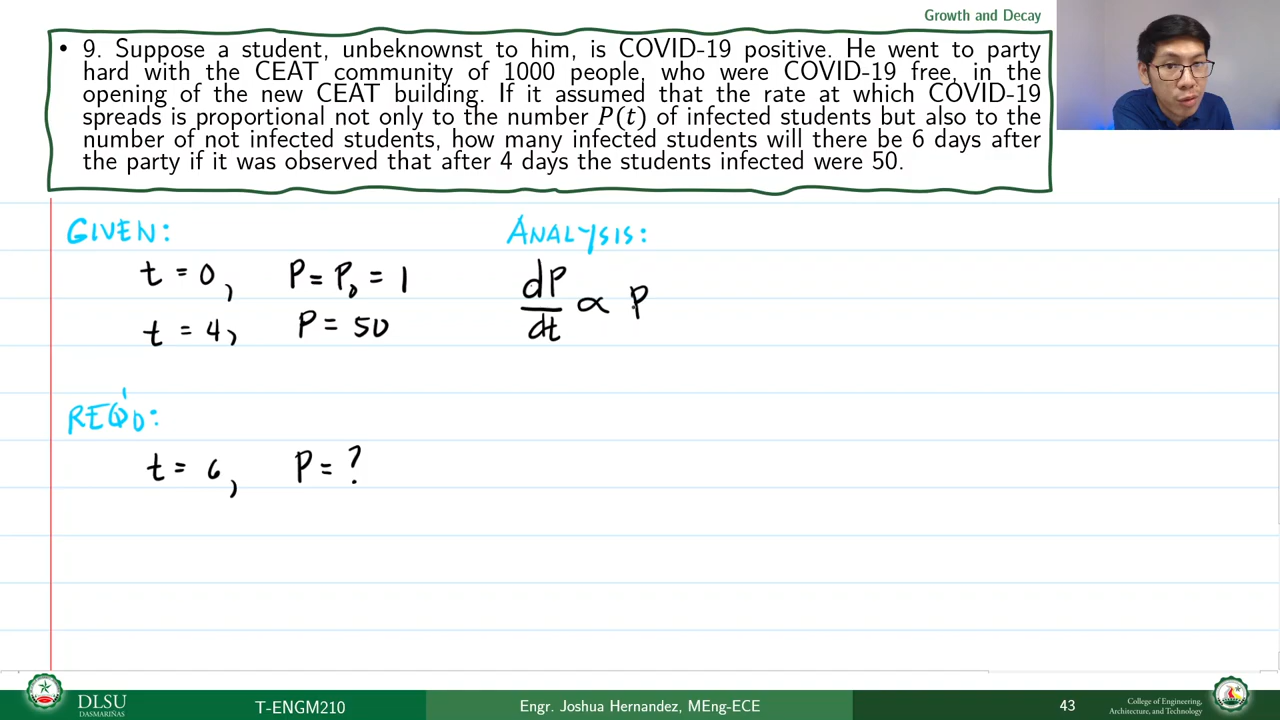 Growth and Decay
• 9. Suppose a student, unbeknownst to him, is COVID-19 positive. He went to party
hard with the CEAT community of 1000 people, who were COVID-19 free, in the
opening of the new CEAT building. If it assumed that the rate at which COVID-19
spreads is proportional not only to the number P(t) of infected students but also to the
number of not infected students, how many infected students will there be 6 days after
the party if it was observed that after 4 days the students infected were 50.
GIVEN:
t = 0, P = P₀ = 1
t = 4, P = 50
REQ'D:
t = 6, P = ?
ANALYSIS:
dP/dt ∝ P
DLSU
DASMARIÑAS
T-ENGM210
Engr. Joshua Hernandez, MEng-ECE
43
College of Engineering,
Architecture, and Technology